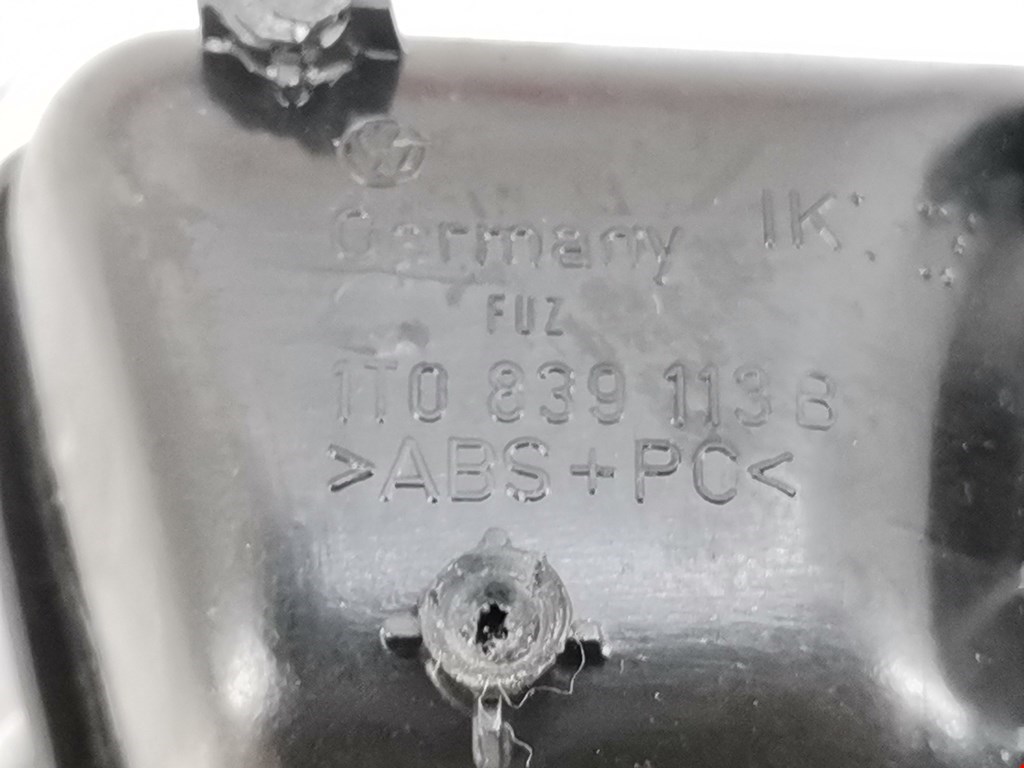 Germany IK
FUZ
1T0 839 113 B
>ABS+PC<